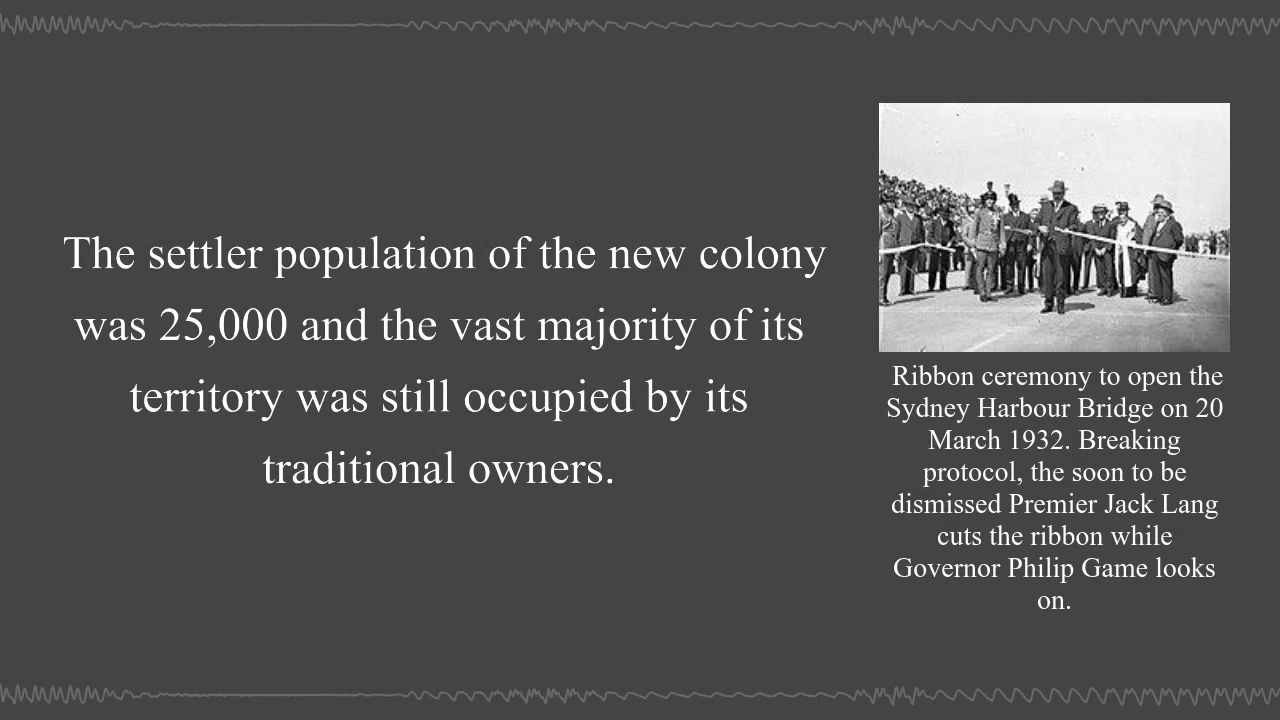 The settler population of the new colony
was 25,000 and the vast majority of its
territory was still occupied by its
traditional owners.
Ribbon ceremony to open the
Sydney Harbour Bridge on 20
March 1932. Breaking
protocol, the soon to be
dismissed Premier Jack Lang
cuts the ribbon while
Governor Philip Game looks
on.